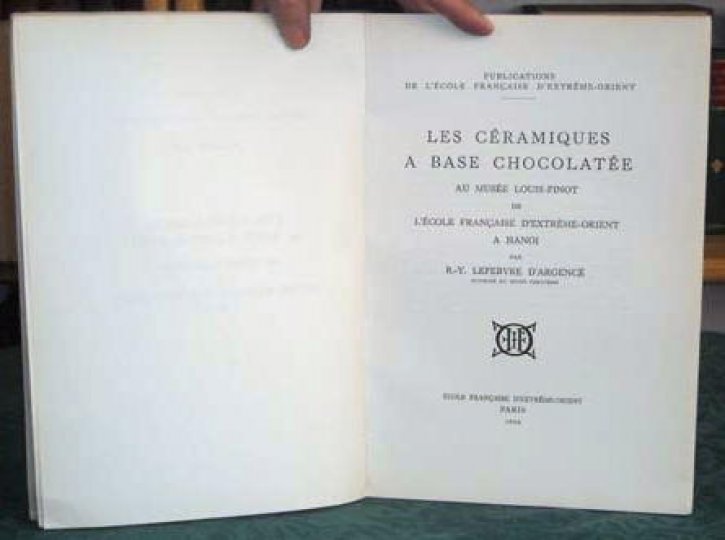 PUBLICATIONS
DE L'ÉCOLE FRANÇAISE D'EXTRÊME-ORIENT
LES CÉRAMIQUES
A BASE CHOCOLATÉE
AU MUSÉE LOUIS-FINOT
DE
L'ÉCOLE FRANÇAISE D'EXTRÊME-ORIENT
A HANOI
PAR
R.-Y. LEFEBVRE D'ARGENCÉ
ÉCOLE FRANÇAISE D'EXTRÊME-ORIENT
PARIS